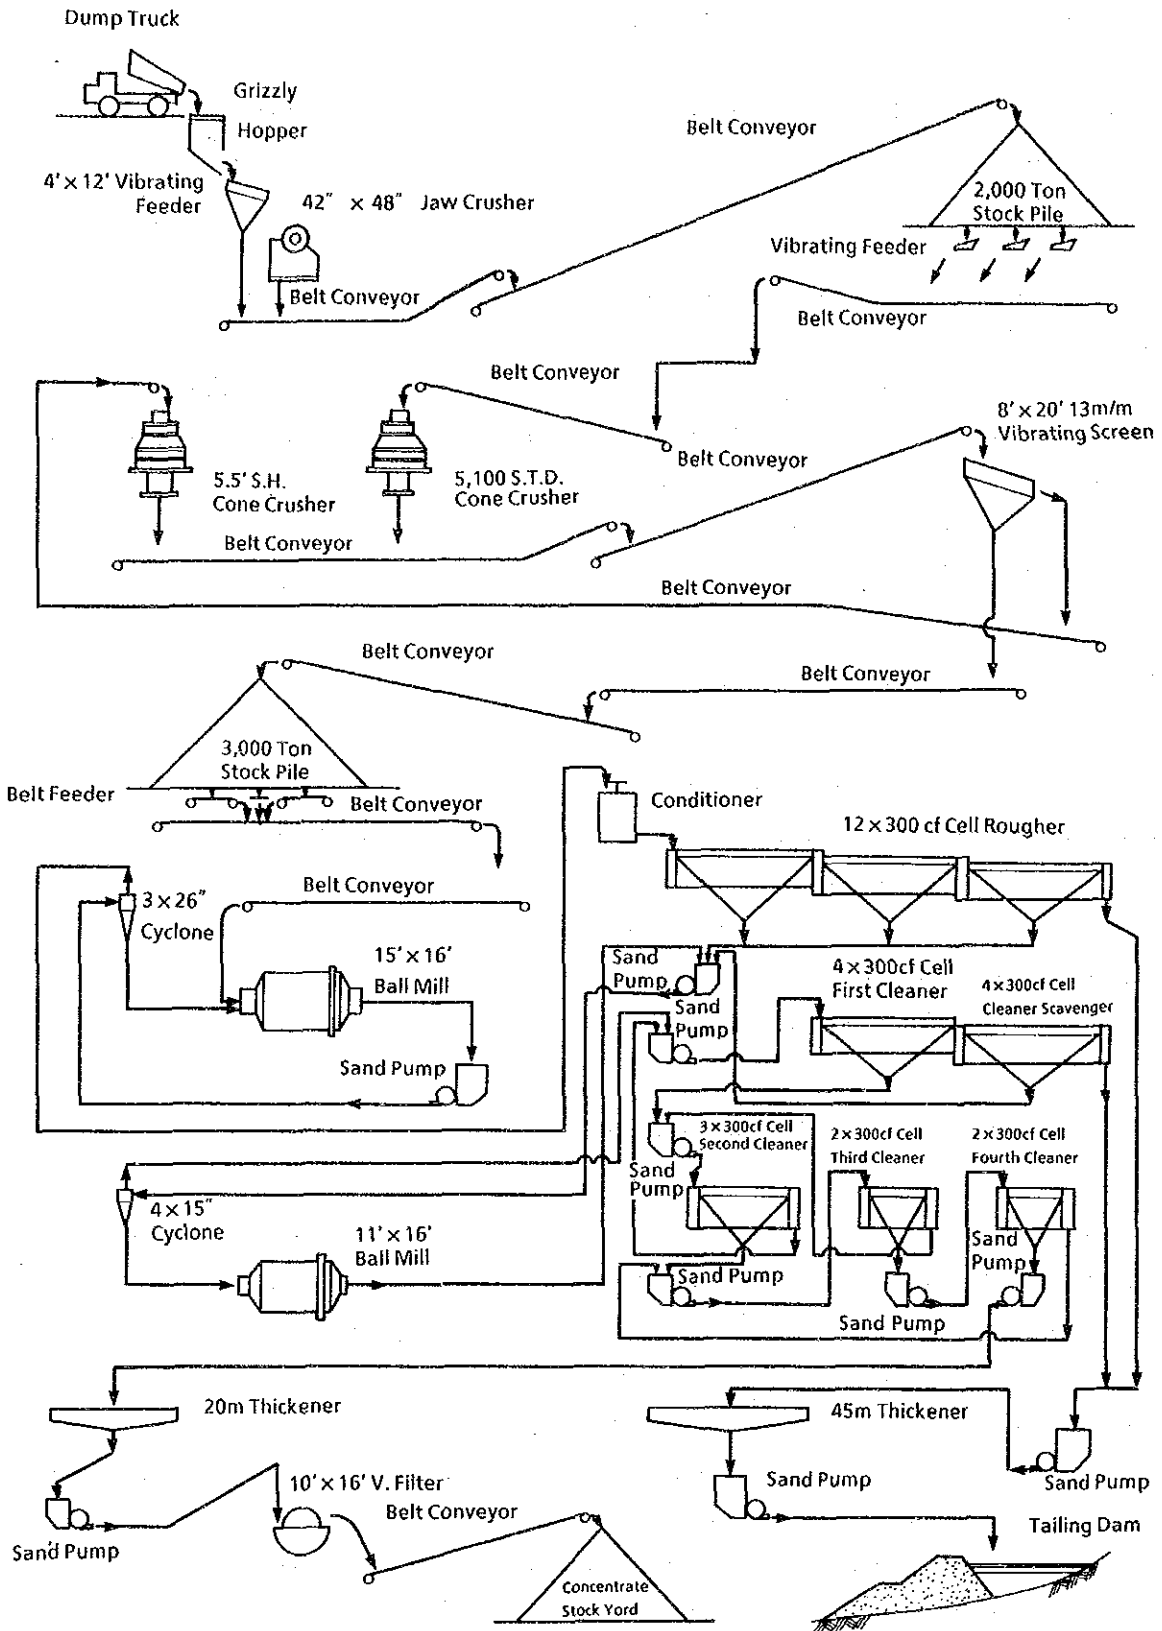 Dump Truck
Grizzly
Hopper
4' × 12' Vibrating
Feeder
42" × 48" Jaw Crusher
Belt Conveyor
Belt Conveyor
2,000 Ton
Stock Pile
Vibrating Feeder
Belt Conveyor
Belt Conveyor
8' × 20' 13m/m
Vibrating Screen
5.5' S.H.
Cone Crusher
5,100 S.T.D.
Cone Crusher
Belt Conveyor
Belt Conveyor
Belt Conveyor
Belt Conveyor
Belt Conveyor
3,000 Ton
Stock Pile
Belt Feeder
Belt Conveyor
Conditioner
12 × 300 cf Cell Rougher
3 × 26"
Cyclone
Belt Conveyor
15' × 16'
Ball Mill
Sand Pump
Sand
Pump
4 × 300cf Cell
First Cleaner
4 × 300cf Cell
Cleaner Scavenger
Sand
Pump
3 × 300cf Cell
Second Cleaner
2 × 300cf Cell
Third Cleaner
2 × 300cf Cell
Fourth Cleaner
Sand
Pump
4 × 15"
Cyclone
11' × 16'
Ball Mill
Sand Pump
Sand
Pump
Sand Pump
20m Thickener
45m Thickener
10' × 16' V. Filter
Belt Conveyor
Sand Pump
Sand Pump
Sand Pump
Tailing Dam
Concentrate
Stock Yord